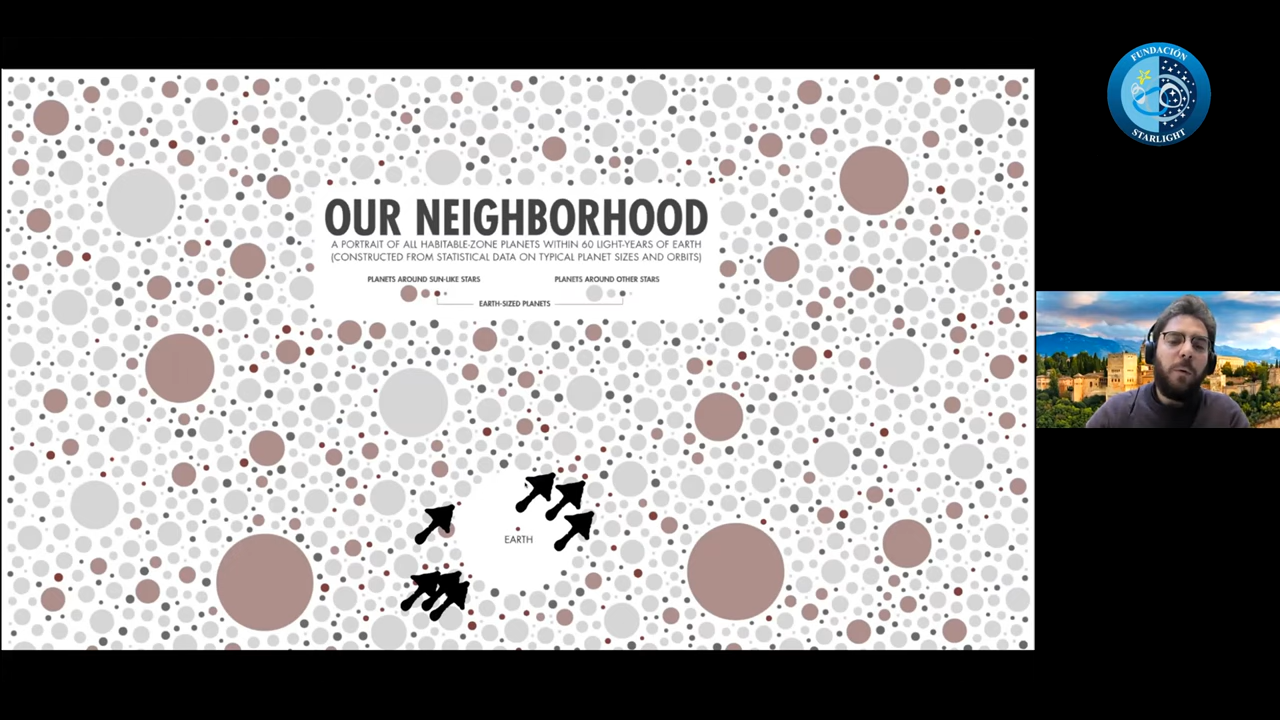 FUNDACIÓN
STARLIGHT
OUR NEIGHBORHOOD
A PORTRAIT OF ALL HABITABLE-ZONE PLANETS WITHIN 60 LIGHT-YEARS OF EARTH
(CONSTRUCTED FROM STATISTICAL DATA ON TYPICAL PLANET SIZES AND ORBITS)
PLANETS AROUND SUN-LIKE STARS
PLANETS AROUND OTHER STARS
EARTH-SIZED PLANETS
EARTH